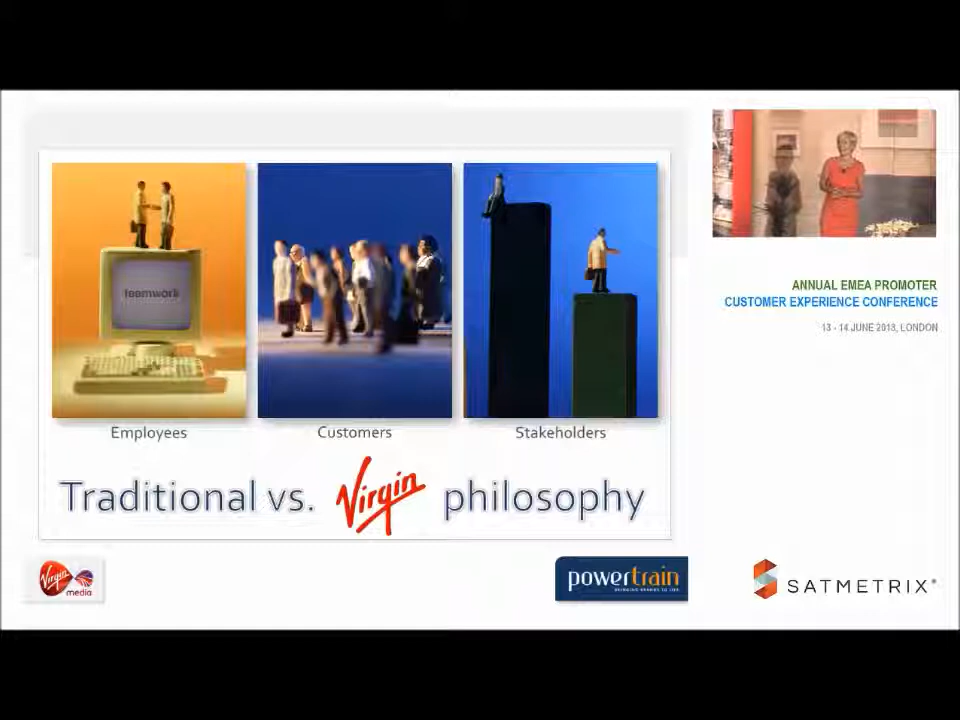 teamwork
Employees
Customers
Stakeholders
Traditional vs. Virgin philosophy
Virgin
media
powertrain
ANNUAL EMEA PROMOTER
CUSTOMER EXPERIENCE CONFERENCE
13 - 14 JUNE 2013, LONDON
SATMETRIX®